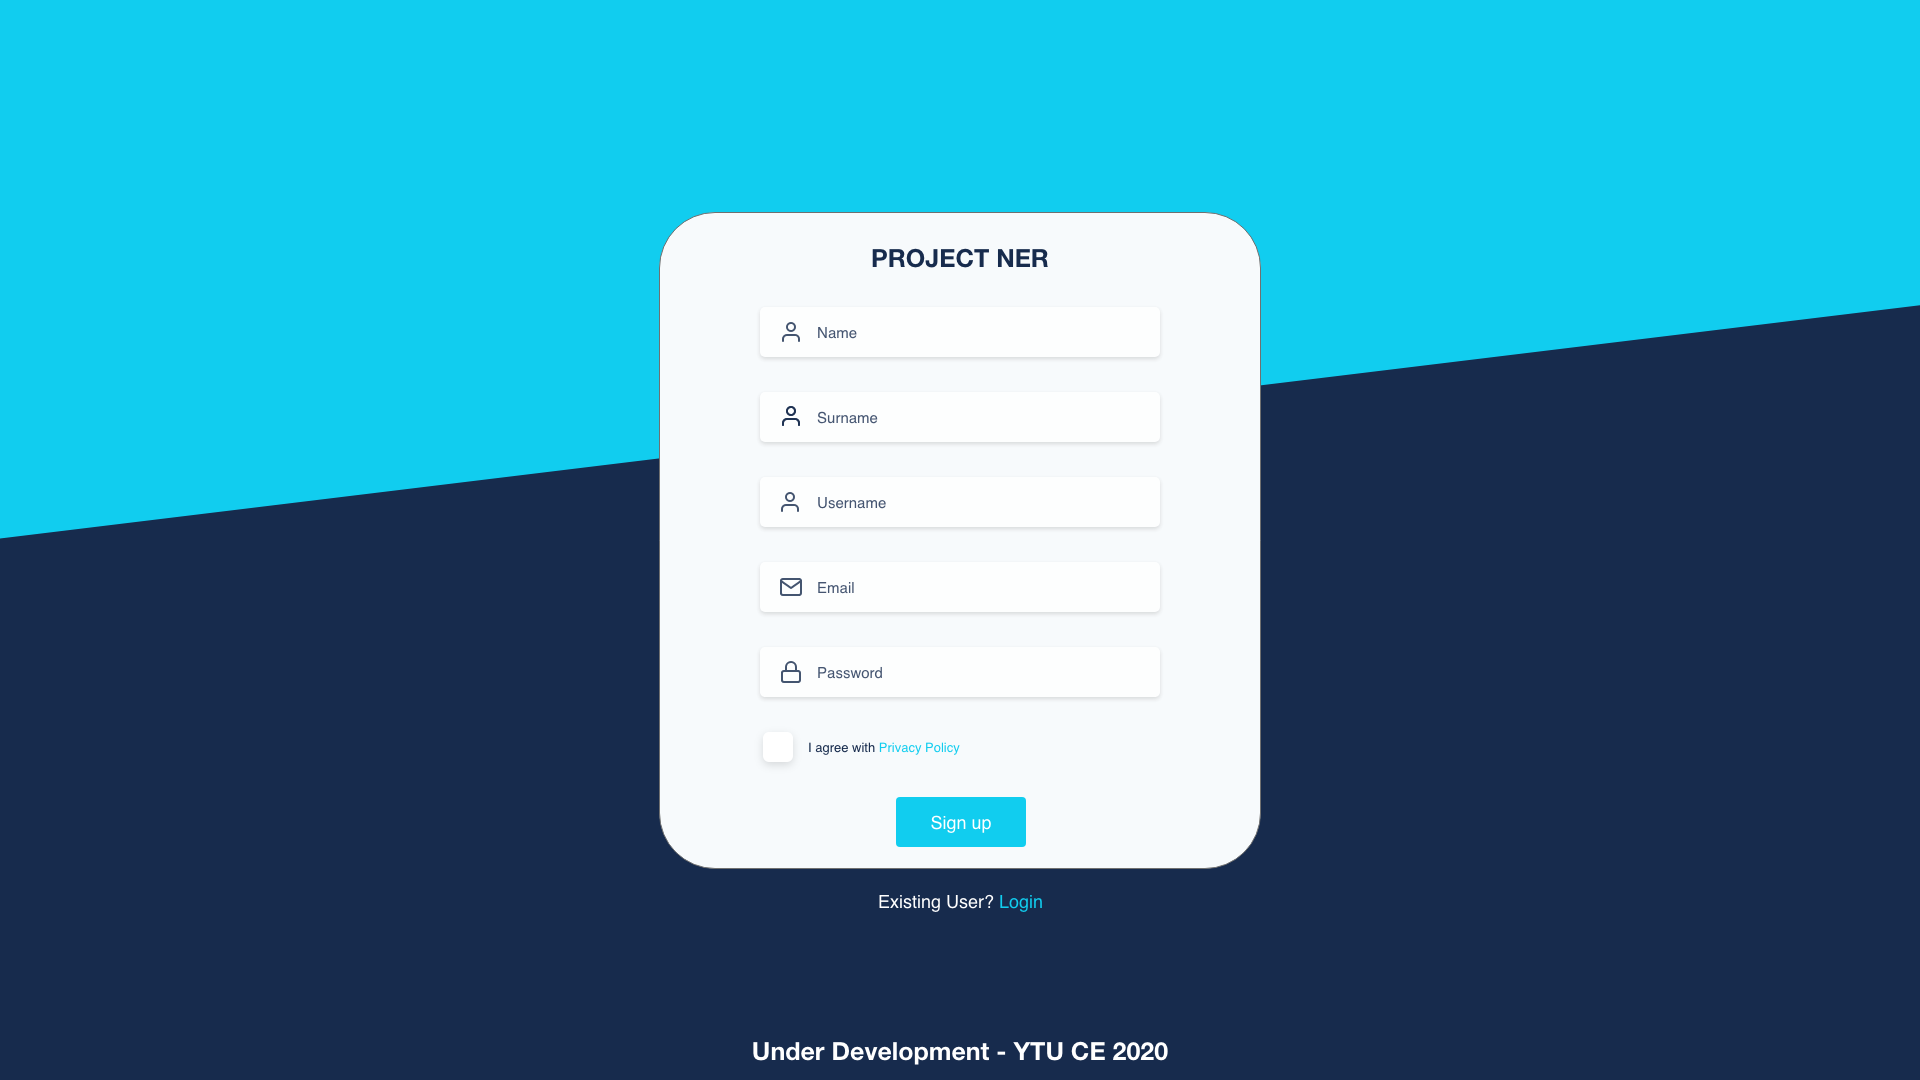 PROJECT NER
Name
Surname
Username
Email
Password
I agree with Privacy Policy
Sign up
Existing User? Login
Under Development - YTU CE 2020